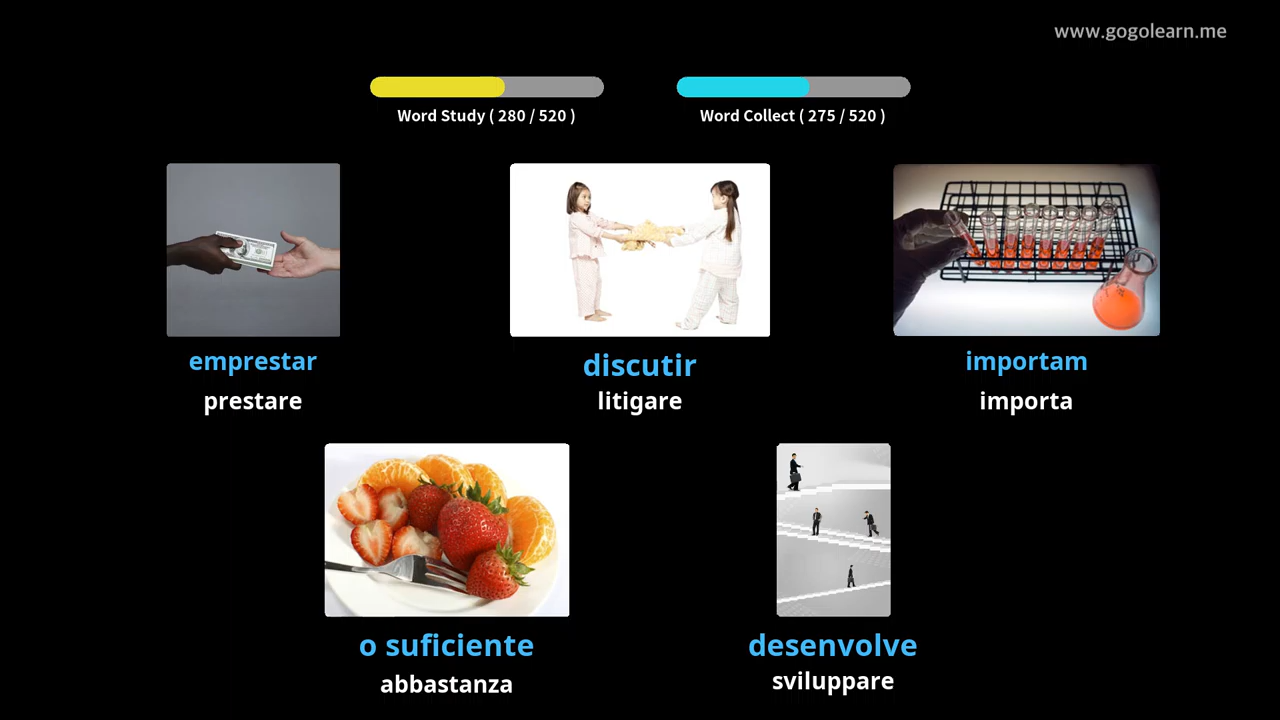 www.gogolearn.me
Word Study ( 280 / 520 )
Word Collect ( 275 / 520 )
emprestar
prestare
discutir
litigare
importam
importa
o suficiente
abbastanza
desenvolve
sviluppare